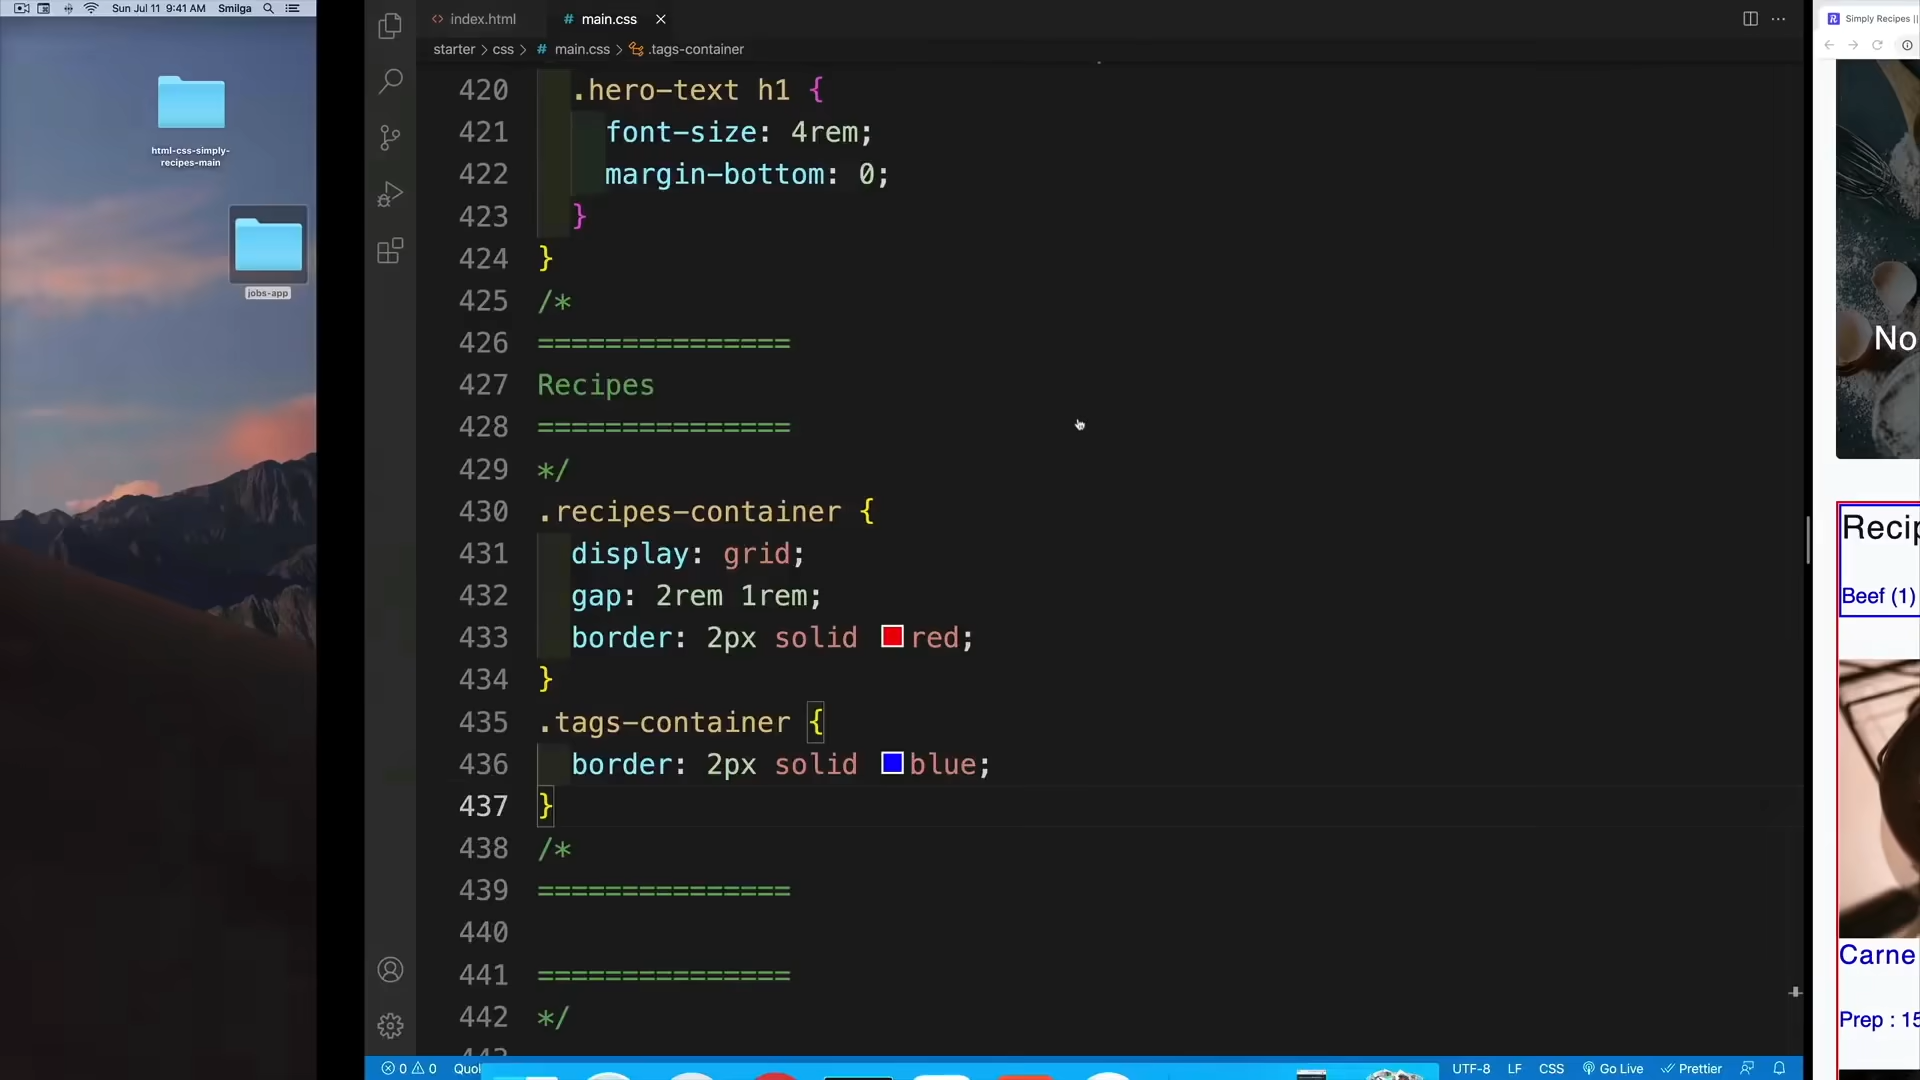 Sun Jul 11 9:41 AM Smilga
html-css-simply-
recipes-main
jobs-app
index.html
# main.css
starter > css > # main.css > .tags-container
420 .hero-text h1 {
421 font-size: 4rem;
422 margin-bottom: 0;
423 }
424 }
425 /*
426 ===============
427 Recipes
428 ===============
429 */
430 .recipes-container {
431 display: grid;
432 gap: 2rem 1rem;
433 border: 2px solid red;
434 }
435 .tags-container {
436 border: 2px solid blue;
437 }
438 /*
439 ===============
440
441 ===============
442 */
0 0 Quok
UTF-8 LF CSS Go Live Prettier
Simply Recipes ||
No
Recip
Beef (1)
Carne
Prep : 15